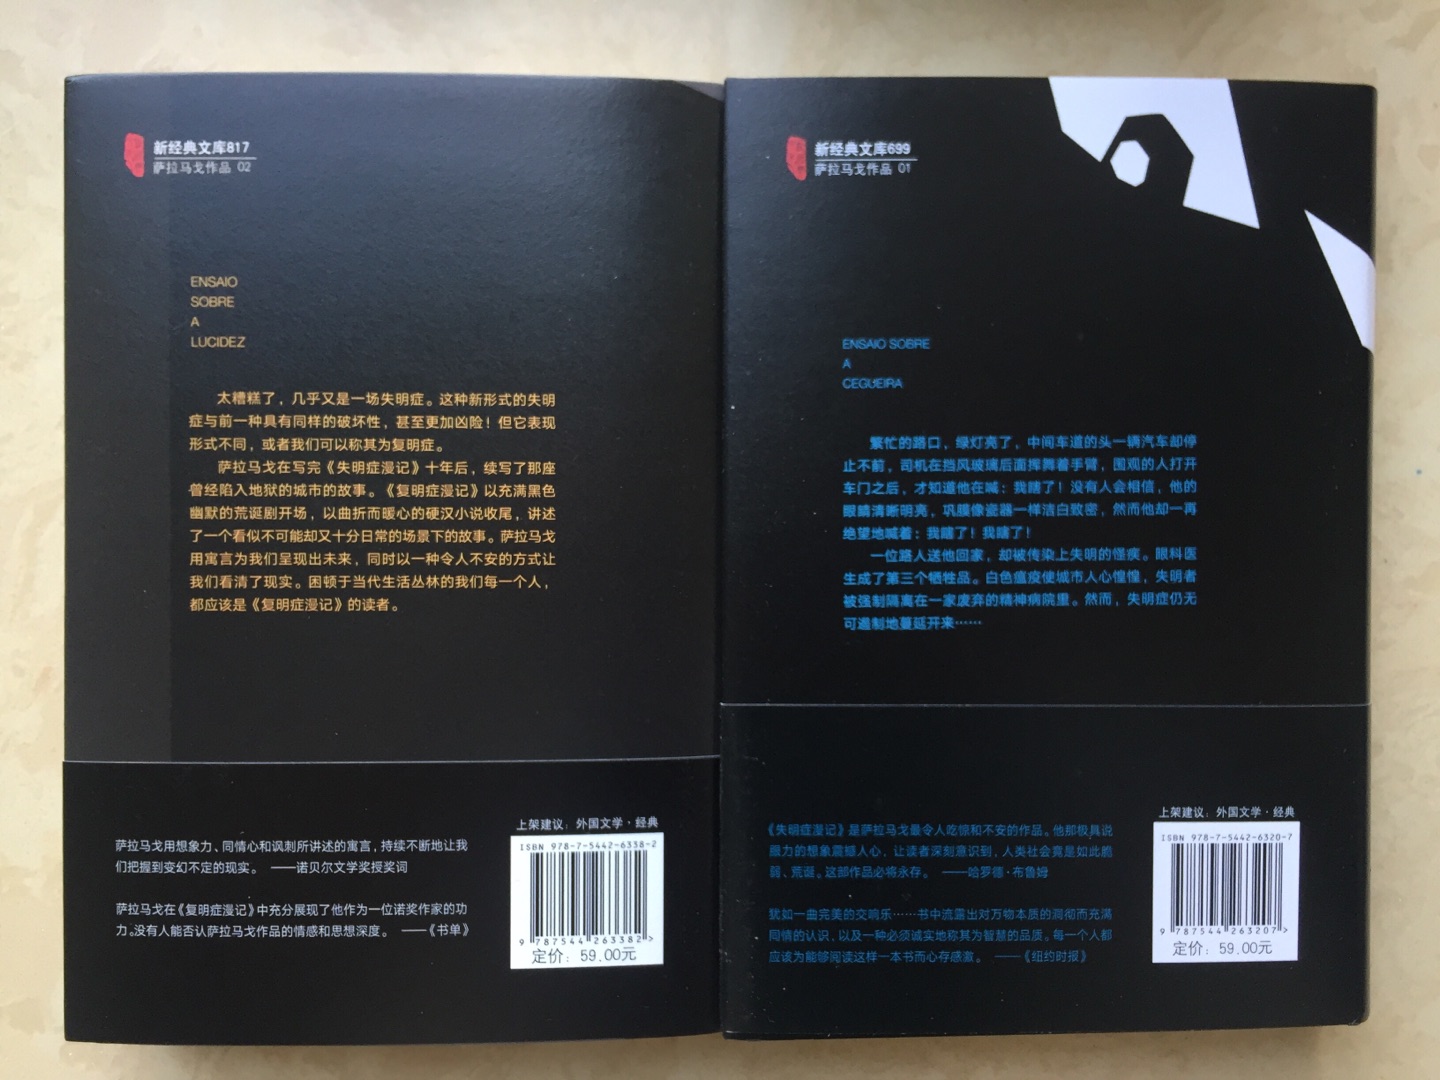 新经典文库817
萨拉马戈作品 02
ENSAIO
SOBRE
A
LUCIDEZ
太糟糕了，几乎又是一场失明症。这种新形式的失明
症与前一种具有同样的破坏性，甚至更加凶险！但它表现
形式不同，或者我们可以称其为复明症。
萨拉马戈在写完《失明症漫记》十年后，续写了那座
曾经陷入地狱的城市的故事。《复明症漫记》以充满黑色
幽默的荒诞剧开场，以曲折而暖心的硬汉小说收尾，讲述
了一个看似不可能却又十分日常的场景下的故事。萨拉马戈
用寓言为我们呈现出未来，同时以一种令人不安的方式让
我们看清了现实。困顿于当代生活丛林的我们每一个人，
都应该是《复明症漫记》的读者。
萨拉马戈用想象力、同情心和讽刺所讲述的寓言，持续不断地让我
们把握到变幻不定的现实。 ——诺贝尔文学奖授奖词
萨拉马戈在《复明症漫记》中充分展现了他作为一位诺奖作家的功
力。没有人能否认萨拉马戈作品的情感和思想深度。 ——《书单》
上架建议：外国文学·经典
ISBN 978-7-5442-6338-2
9 787544 263382 >
定价：59.00元
新经典文库699
萨拉马戈作品 01
ENSAIO SOBRE
A
CEGUEIRA
繁忙的路口，绿灯亮了，中间车道的头一辆汽车却停
止不前，司机在挡风玻璃后面挥舞着手臂，围观的人打开
车门之后，才知道他在喊：我瞎了！没有人会相信，他的
眼睛清晰明亮，巩膜像瓷器一样洁白致密，然而他却一再
绝望地喊着：我瞎了！我瞎了！
一位路人送他回家，却被传染上失明的怪疾。眼科医
生成了第三个牺牲品。白色瘟疫使城市人心惶惶，失明者
被强制隔离在一家废弃的精神病院里。然而，失明症仍无
可遏制地蔓延开来……
《失明症漫记》是萨拉马戈最令人吃惊和不安的作品。他那极具说
服力的想象震撼人心，让读者深刻意识到，人类社会竟是如此脆
弱、荒诞。这部作品必将永存。 ——哈罗德·布鲁姆
犹如一曲完美的交响乐……书中流露出对万物本质的洞彻而充满
同情的认识、以及一种必须诚实地称其为智慧的品质。每一个人都
应该为能够阅读这样一本书而心存感激。 ——《纽约时报》
上架建议：外国文学·经典
ISBN 978-7-5442-6320-7
9 787544 263207 >
定价：59.00元